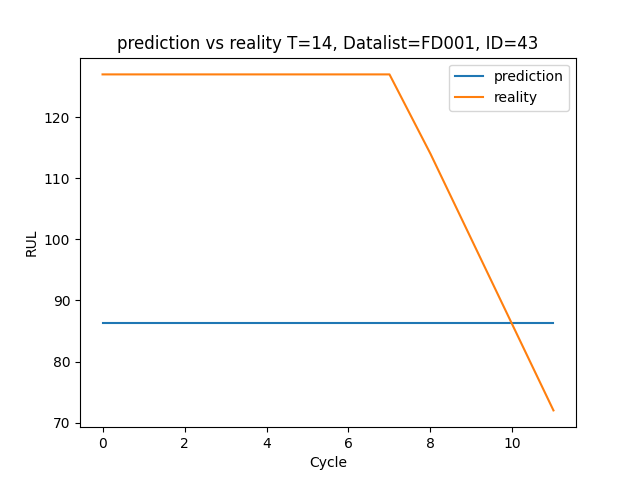 prediction vs reality T=14, Datalist=FD001, ID=43
prediction
reality
120
110
100
90
80
70
RUL
0 2 4 6 8 10
Cycle